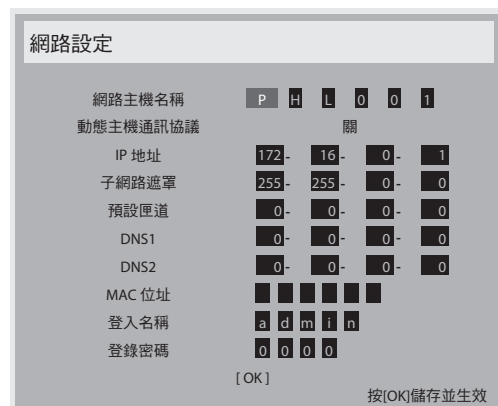 網路設定
網路主機名稱 P H L 0 0 1
動態主機通訊協議 關
IP 地址 172- 16- 0- 1
子網路遮罩 255- 255- 0- 0
預設匣道 0- 0- 0- 0
DNS1 0- 0- 0- 0
DNS2 0- 0- 0- 0
MAC 位址
登入名稱 a d m i n
登錄密碼 0 0 0 0
[ OK ]
按[OK]儲存並生效